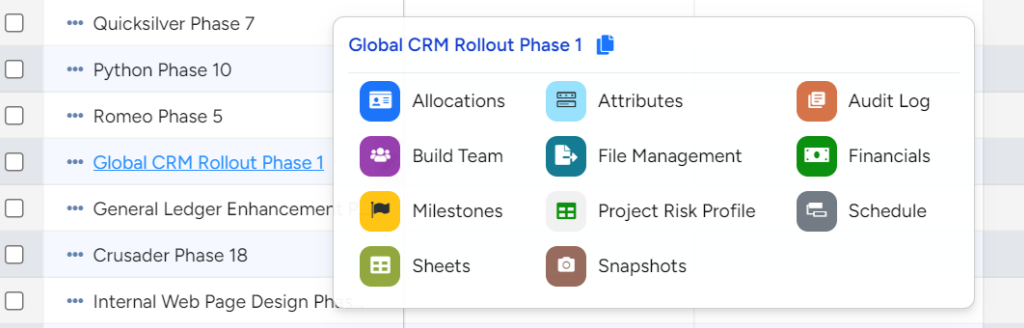 Quicksilver Phase 7
Python Phase 10
Romeo Phase 5
Global CRM Rollout Phase 1
General Ledger Enhancement
Crusader Phase 18
Internal Web Page Design Phas
Global CRM Rollout Phase 1
Allocations
Attributes
Audit Log
Build Team
File Management
Financials
Milestones
Project Risk Profile
Schedule
Sheets
Snapshots